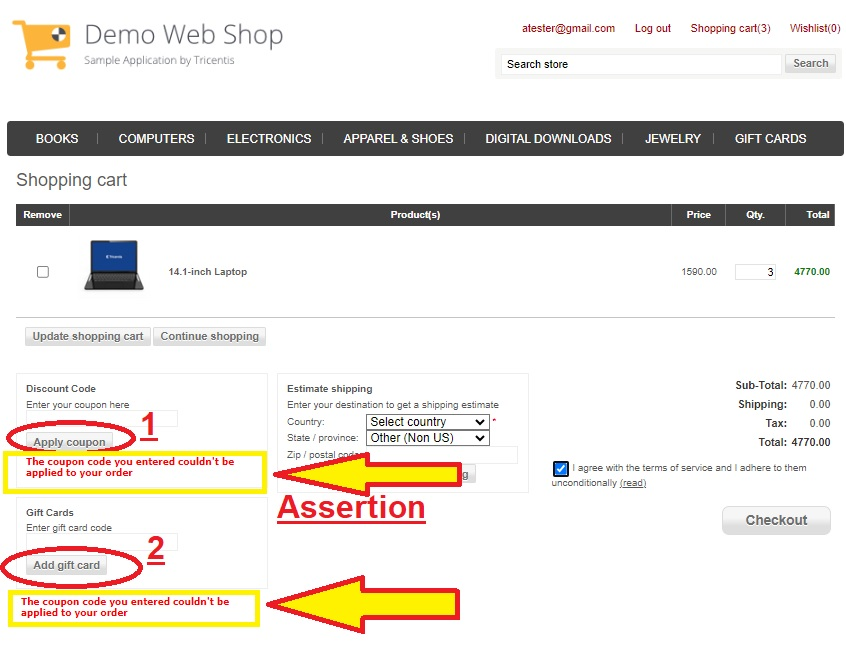 Demo Web Shop
Sample Application by Tricentis
atester@gmail.com Log out Shopping cart(3) Wishlist(0)
Search store Search
BOOKS COMPUTERS ELECTRONICS APPAREL & SHOES DIGITAL DOWNLOADS JEWELRY GIFT CARDS
Shopping cart
Remove Product(s) Price Qty. Total
Tricentis
14.1-inch Laptop 1590.00 3 4770.00
Update shopping cart Continue shopping
Discount Code
Enter your coupon here
1
Apply coupon
The coupon code you entered couldn't be
applied to your order
Estimate shipping
Enter your destination to get a shipping estimate
Country: Select country *
State / province: Other (Non US)
Zip / postal
Assertion
Sub-Total: 4770.00
Shipping: 0.00
Tax: 0.00
Total: 4770.00
I agree with the terms of service and I adhere to them
unconditionally (read)
Checkout
Gift Cards
Enter gift card code
2
Add gift card
The coupon code you entered couldn't be
applied to your order